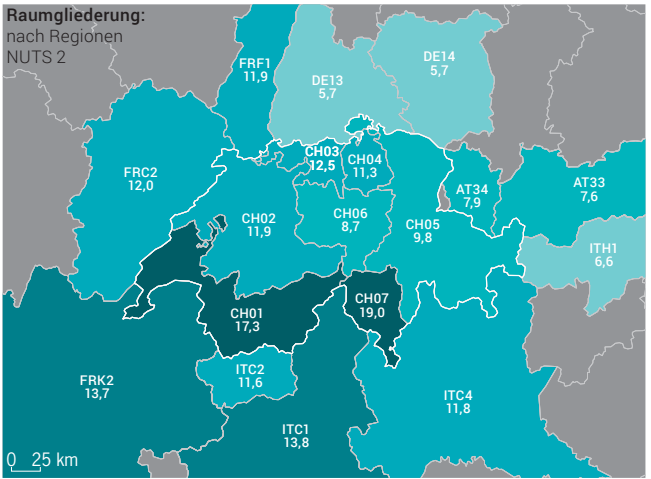 Raumgliederung:
nach Regionen
NUTS 2
FRF1
11,9
DE13
5,7
DE14
5,7
FRC2
12,0
CH03
12,5
CH04
11,3
AT34
7,9
AT33
7,6
CH02
11,9
CH06
8,7
CH05
9,8
ITH1
6,6
CH01
17,3
CH07
19,0
FRK2
13,7
ITC2
11,6
ITC4
11,8
ITC1
13,8
0 25 km